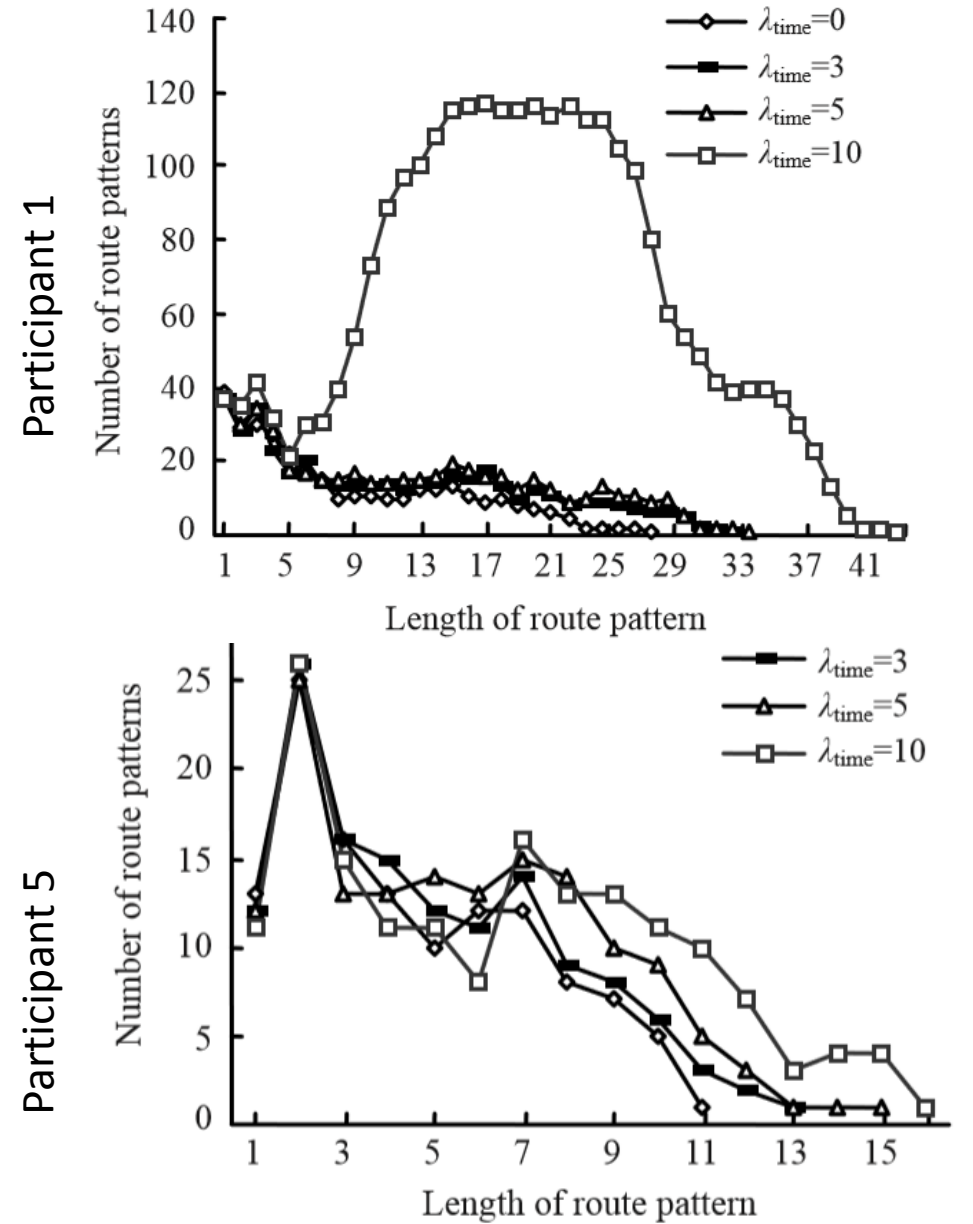 Participant 1
Number of route patterns
140
120
100
80
60
40
20
0
1 5 9 13 17 21 25 29 33 37 41
Length of route pattern
λtime=0
λtime=3
λtime=5
λtime=10
Participant 5
Number of route patterns
25
20
15
10
5
0
1 3 5 7 9 11 13 15
Length of route pattern
λtime=3
λtime=5
λtime=10